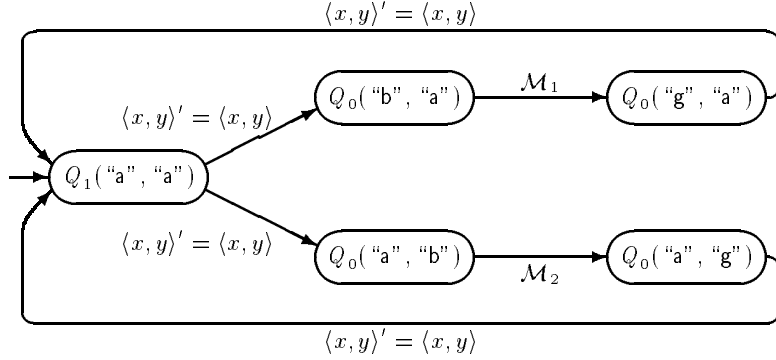 ⟨x, y⟩′ = ⟨x, y⟩
Q₀(“b”, “a”)
ℳ₁
Q₀(“g”, “a”)
⟨x, y⟩′ = ⟨x, y⟩
Q₁(“a”, “a”)
⟨x, y⟩′ = ⟨x, y⟩
Q₀(“a”, “b”)
ℳ₂
Q₀(“a”, “g”)
⟨x, y⟩′ = ⟨x, y⟩